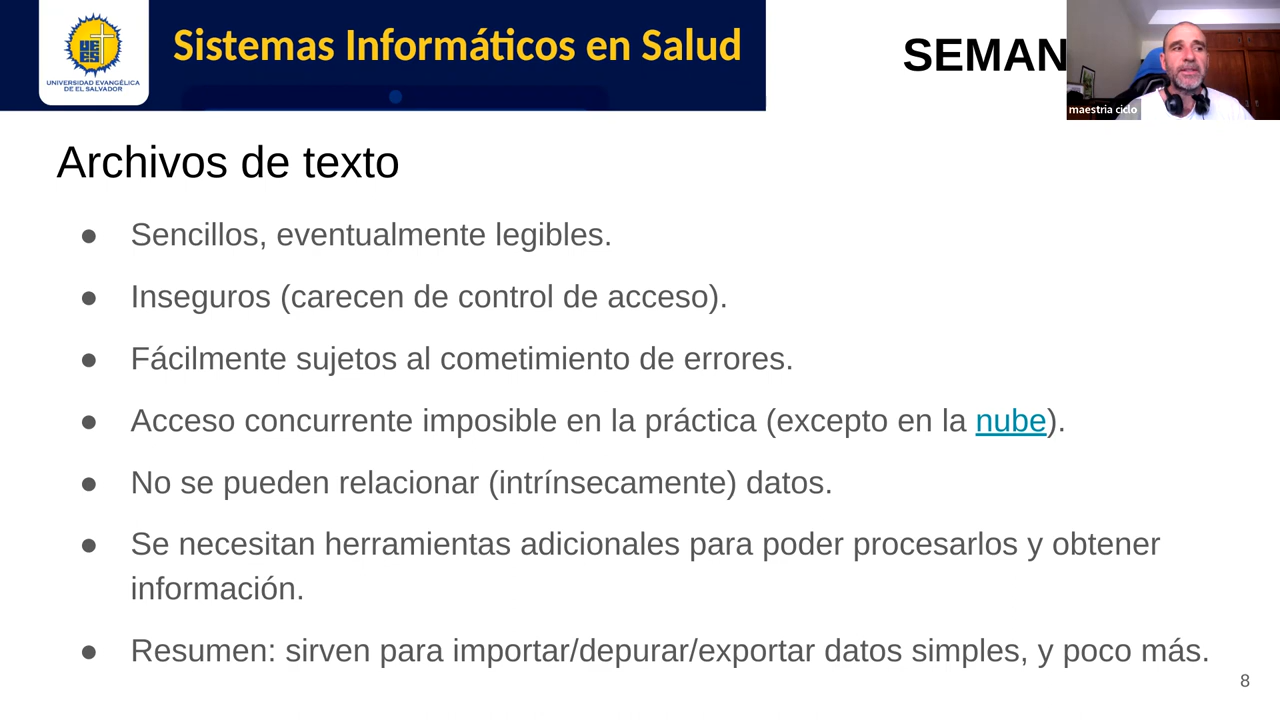 Sistemas Informáticos en Salud
UNIVERSIDAD EVANGÉLICA
DE EL SALVADOR
SEMAN
maestria ciclo
Archivos de texto
● Sencillos, eventualmente legibles.
● Inseguros (carecen de control de acceso).
● Fácilmente sujetos al cometimiento de errores.
● Acceso concurrente imposible en la práctica (excepto en la nube).
● No se pueden relacionar (intrínsecamente) datos.
● Se necesitan herramientas adicionales para poder procesarlos y obtener
información.
● Resumen: sirven para importar/depurar/exportar datos simples, y poco más.
8